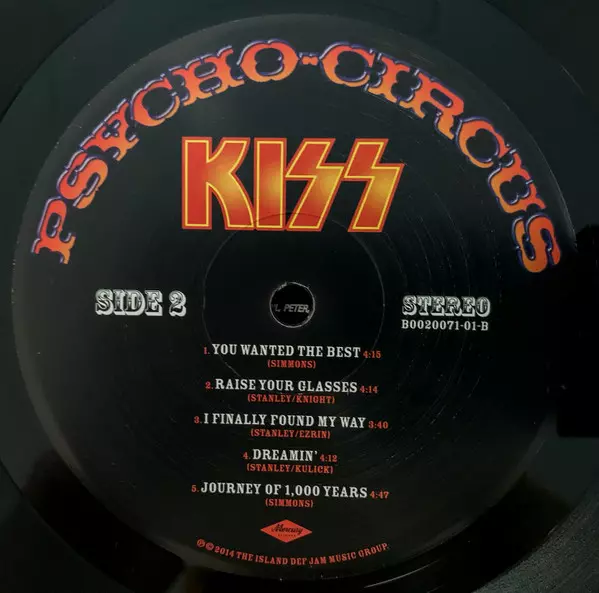 PSYCHO-CIRCUS
KISS
SIDE 2
STEREO
B0020071-01-B
PETER,
1. YOU WANTED THE BEST 4:15
(SIMMONS)
2. RAISE YOUR GLASSES 4:14
(STANLEY/KNIGHT)
3. I FINALLY FOUND MY WAY 3:40
(STANLEY/EZRIN)
4. DREAMIN' 4:12
(STANLEY/KULICK)
5. JOURNEY OF 1,000 YEARS 4:47
(SIMMONS)
Mercury
℗©2014 THE ISLAND DEF JAM MUSIC GROUP.